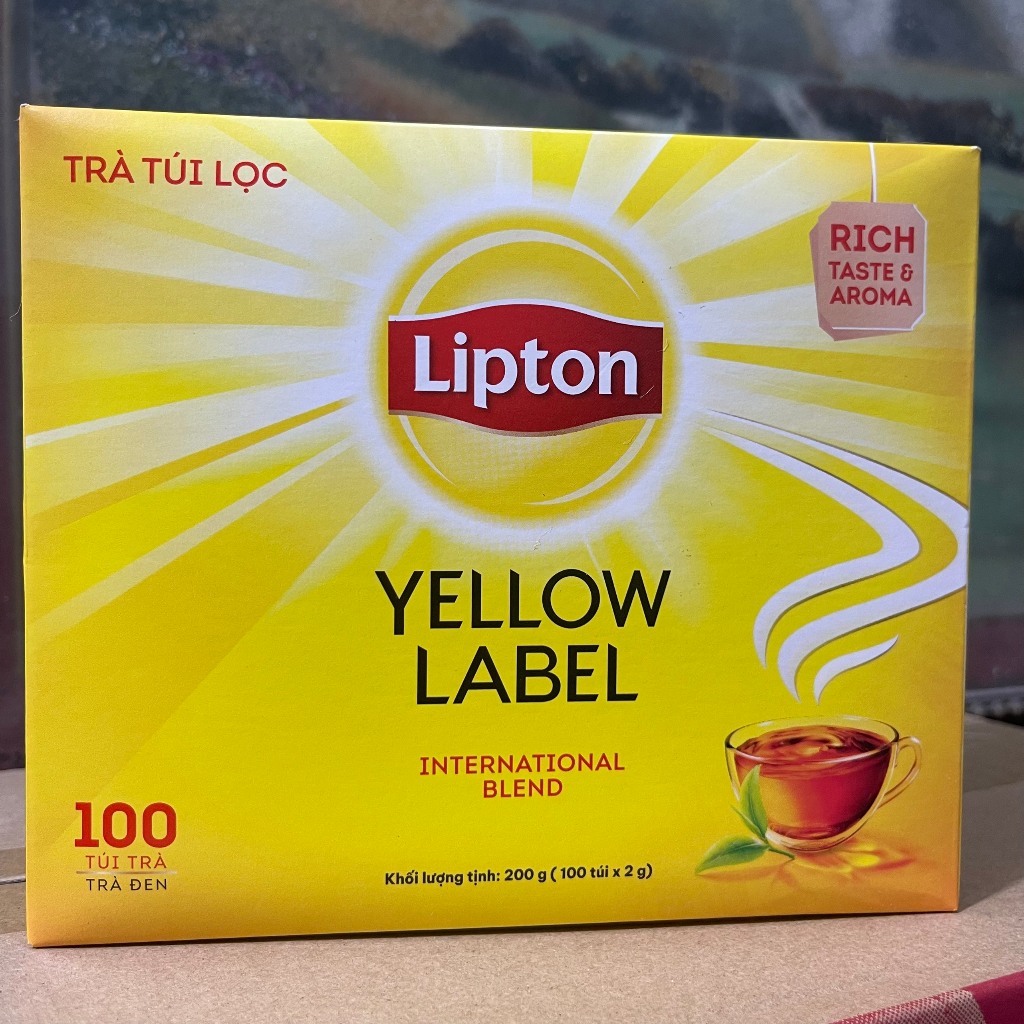 TRÀ TÚI LỌC
RICH
TASTE &
AROMA
Lipton
YELLOW
LABEL
INTERNATIONAL
BLEND
100
TÚI TRÀ
TRÀ ĐEN
Khối lượng tịnh: 200 g ( 100 túi x 2 g)